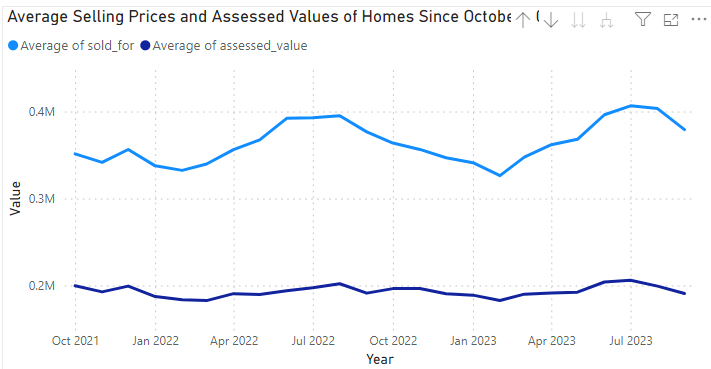 Average Selling Prices and Assessed Values of Homes Since
Average of sold_for Average of assessed_value
0.4M
0.3M
0.2M
Value
Oct 2021 Jan 2022 Apr 2022 Jul 2022 Oct 2022 Jan 2023 Apr 2023 Jul 2023
Year